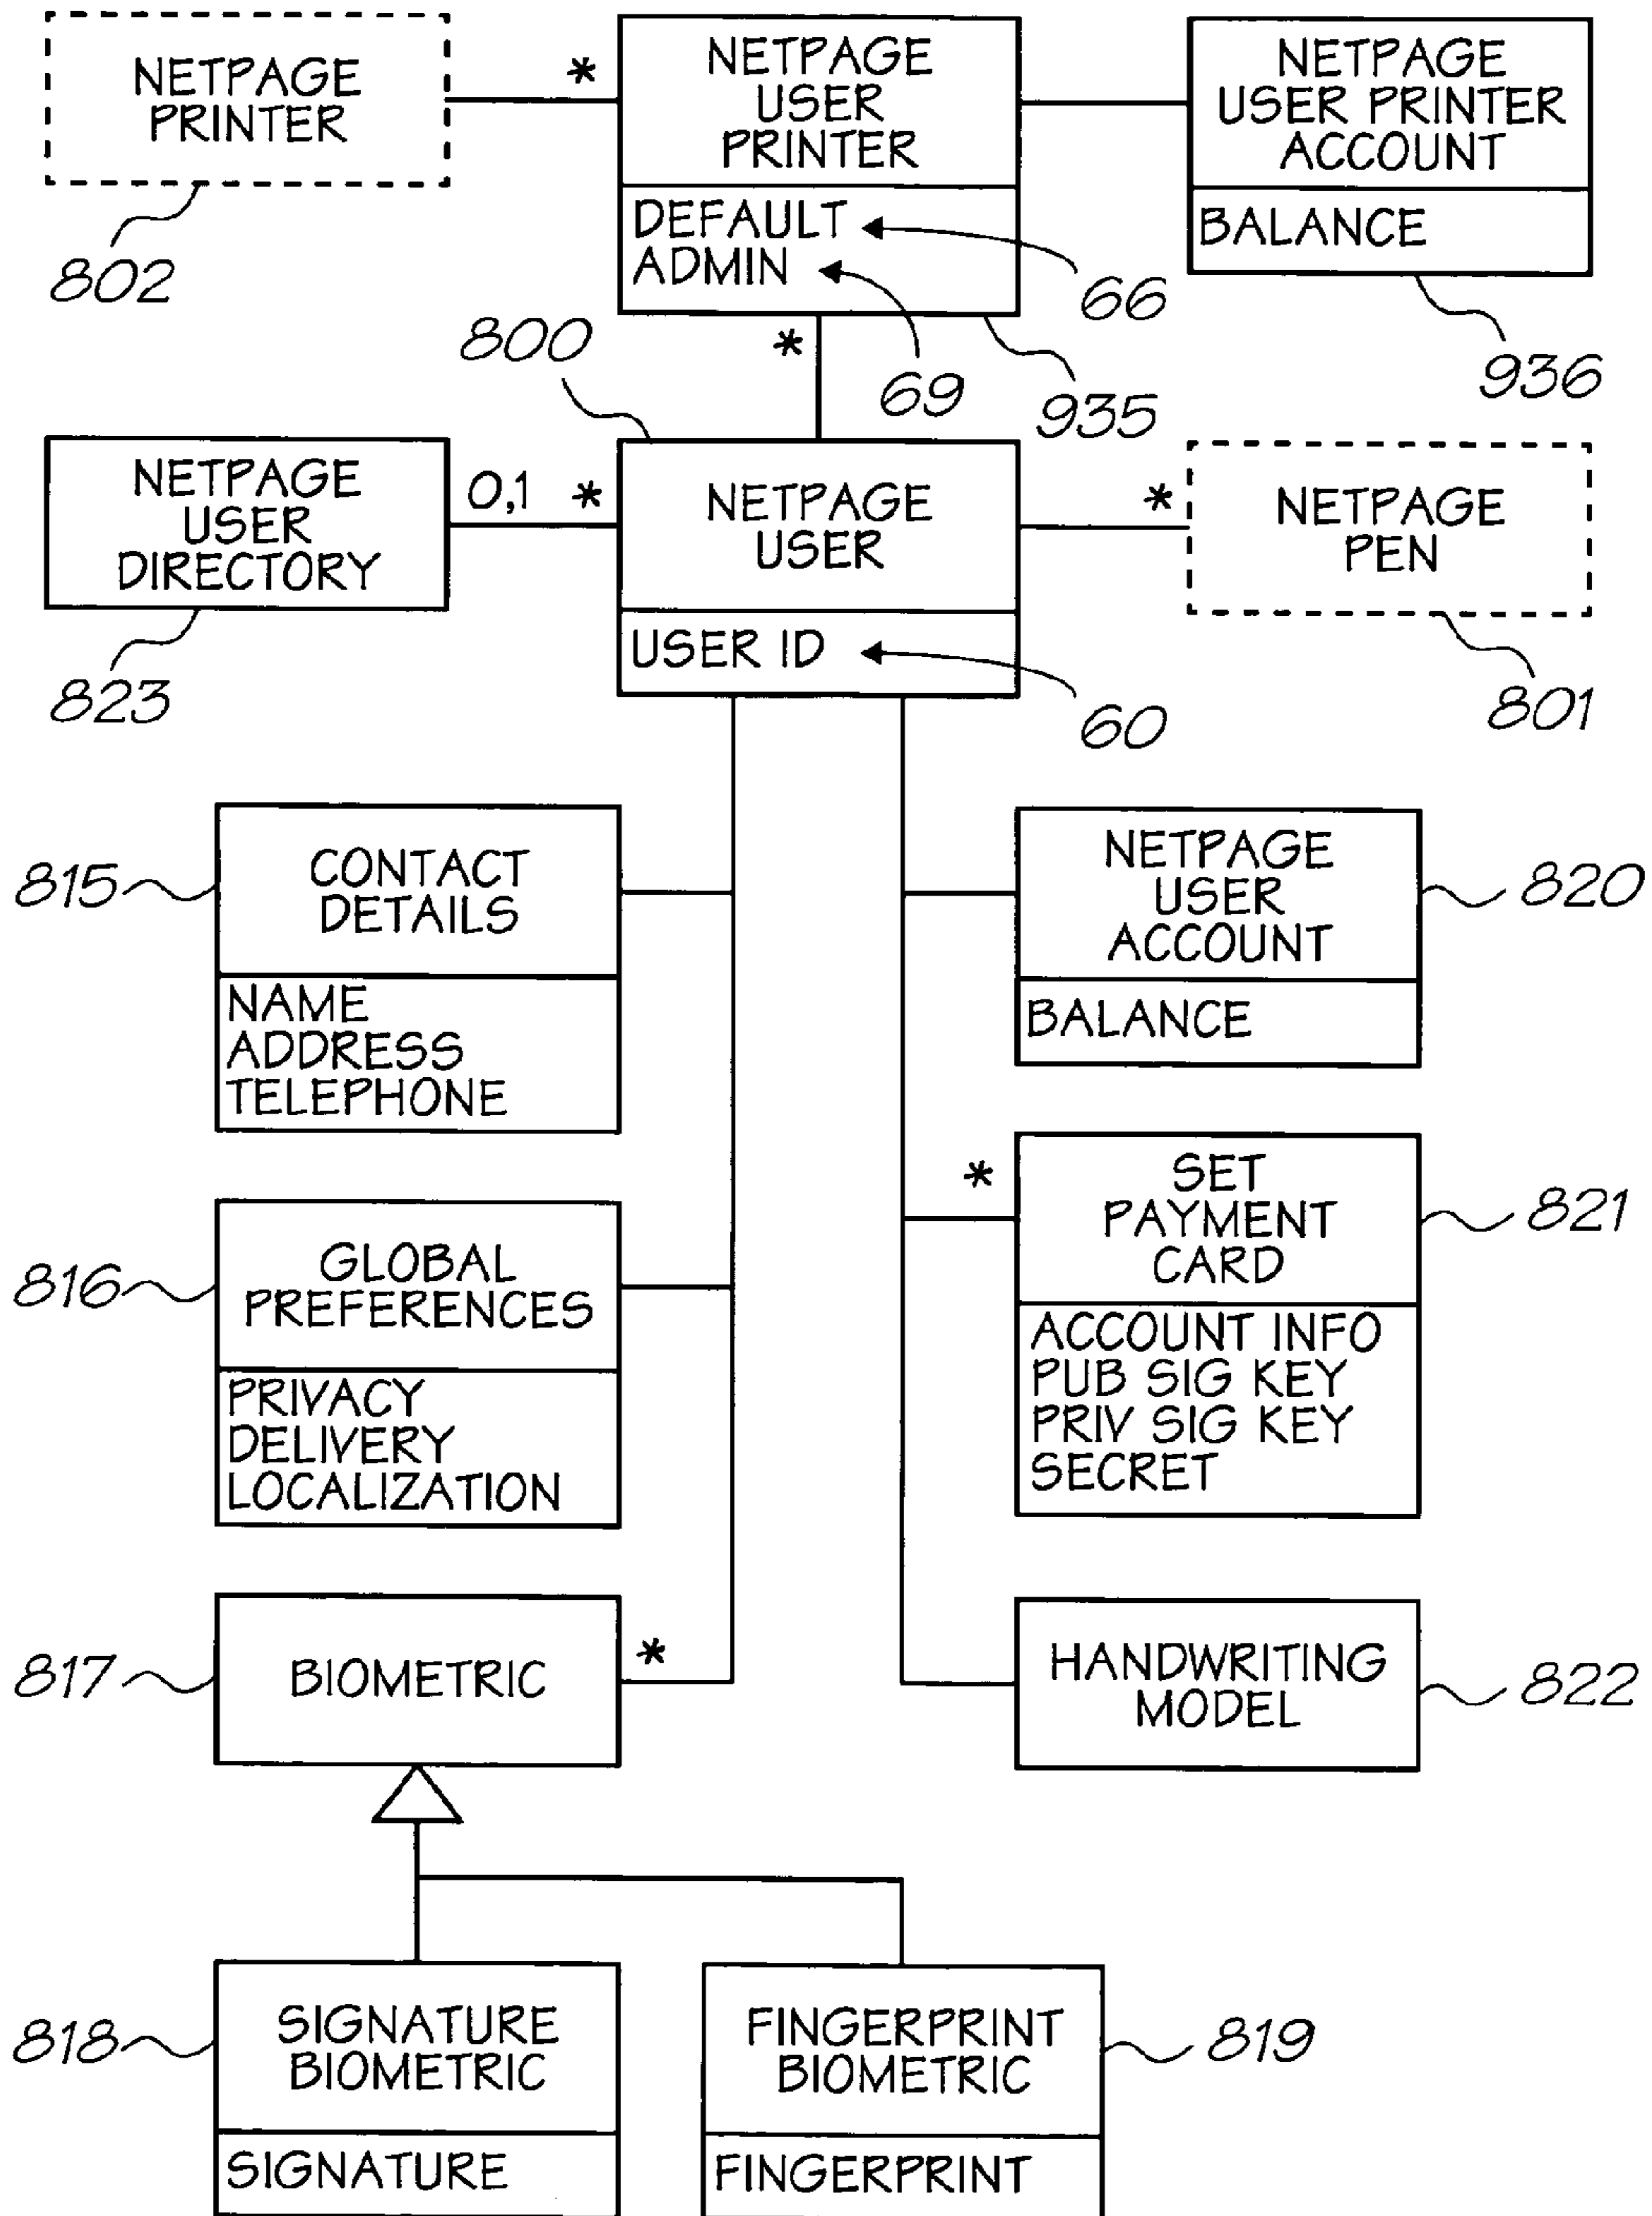 NETPAGE
PRINTER
802
*
NETPAGE
USER
PRINTER
DEFAULT
ADMIN
66
69
935
NETPAGE
USER PRINTER
ACCOUNT
BALANCE
936
*
800
NETPAGE
USER
DIRECTORY
823
0,1 *
NETPAGE
USER
USER ID
60
*
NETPAGE
PEN
801
815
CONTACT
DETAILS
NAME
ADDRESS
TELEPHONE
NETPAGE
USER
ACCOUNT
BALANCE
820
816
GLOBAL
PREFERENCES
PRIVACY
DELIVERY
LOCALIZATION
*
SET
PAYMENT
CARD
ACCOUNT INFO
PUB SIG KEY
PRIV SIG KEY
SECRET
821
817
BIOMETRIC
*
HANDWRITING
MODEL
822
818
SIGNATURE
BIOMETRIC
SIGNATURE
FINGERPRINT
BIOMETRIC
FINGERPRINT
819